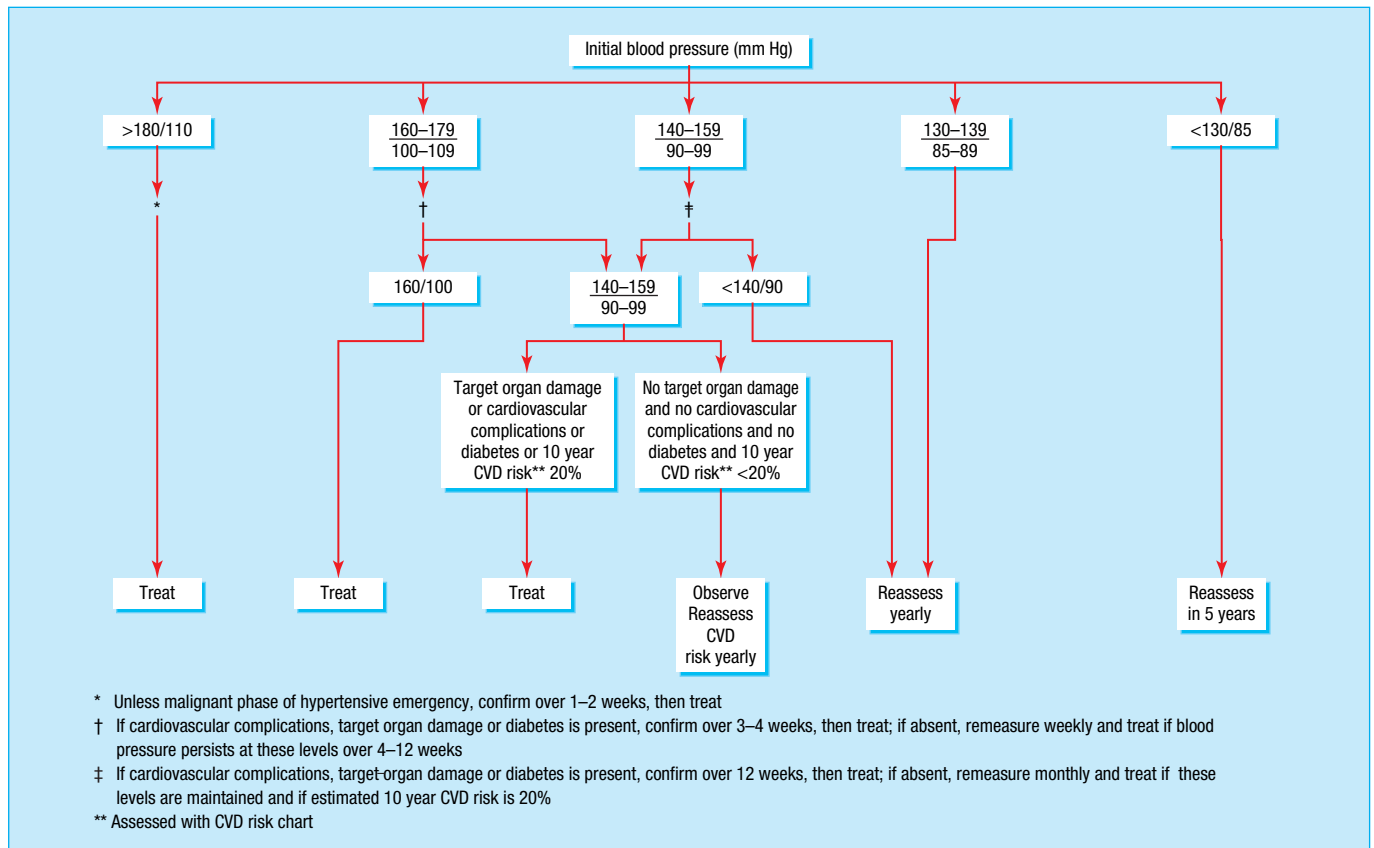 Initial blood pressure (mm Hg)
>180/110
160–179
100–109
140–159
90–99
130–139
85–89
<130/85
*
†
‡
160/100
140–159
90–99
<140/90
Target organ damage
or cardiovascular
complications or
diabetes or 10 year
CVD risk** 20%
No target organ damage
and no cardiovascular
complications and no
diabetes and 10 year
CVD risk** <20%
Treat
Treat
Treat
Observe
Reassess
CVD
risk yearly
Reassess
yearly
Reassess
in 5 years
* Unless malignant phase of hypertensive emergency, confirm over 1–2 weeks, then treat
† If cardiovascular complications, target organ damage or diabetes is present, confirm over 3–4 weeks, then treat; if absent, remeasure weekly and treat if blood
pressure persists at these levels over 4–12 weeks
‡ If cardiovascular complications, target organ damage or diabetes is present, confirm over 12 weeks, then treat; if absent, remeasure monthly and treat if these
levels are maintained and if estimated 10 year CVD risk is 20%
** Assessed with CVD risk chart